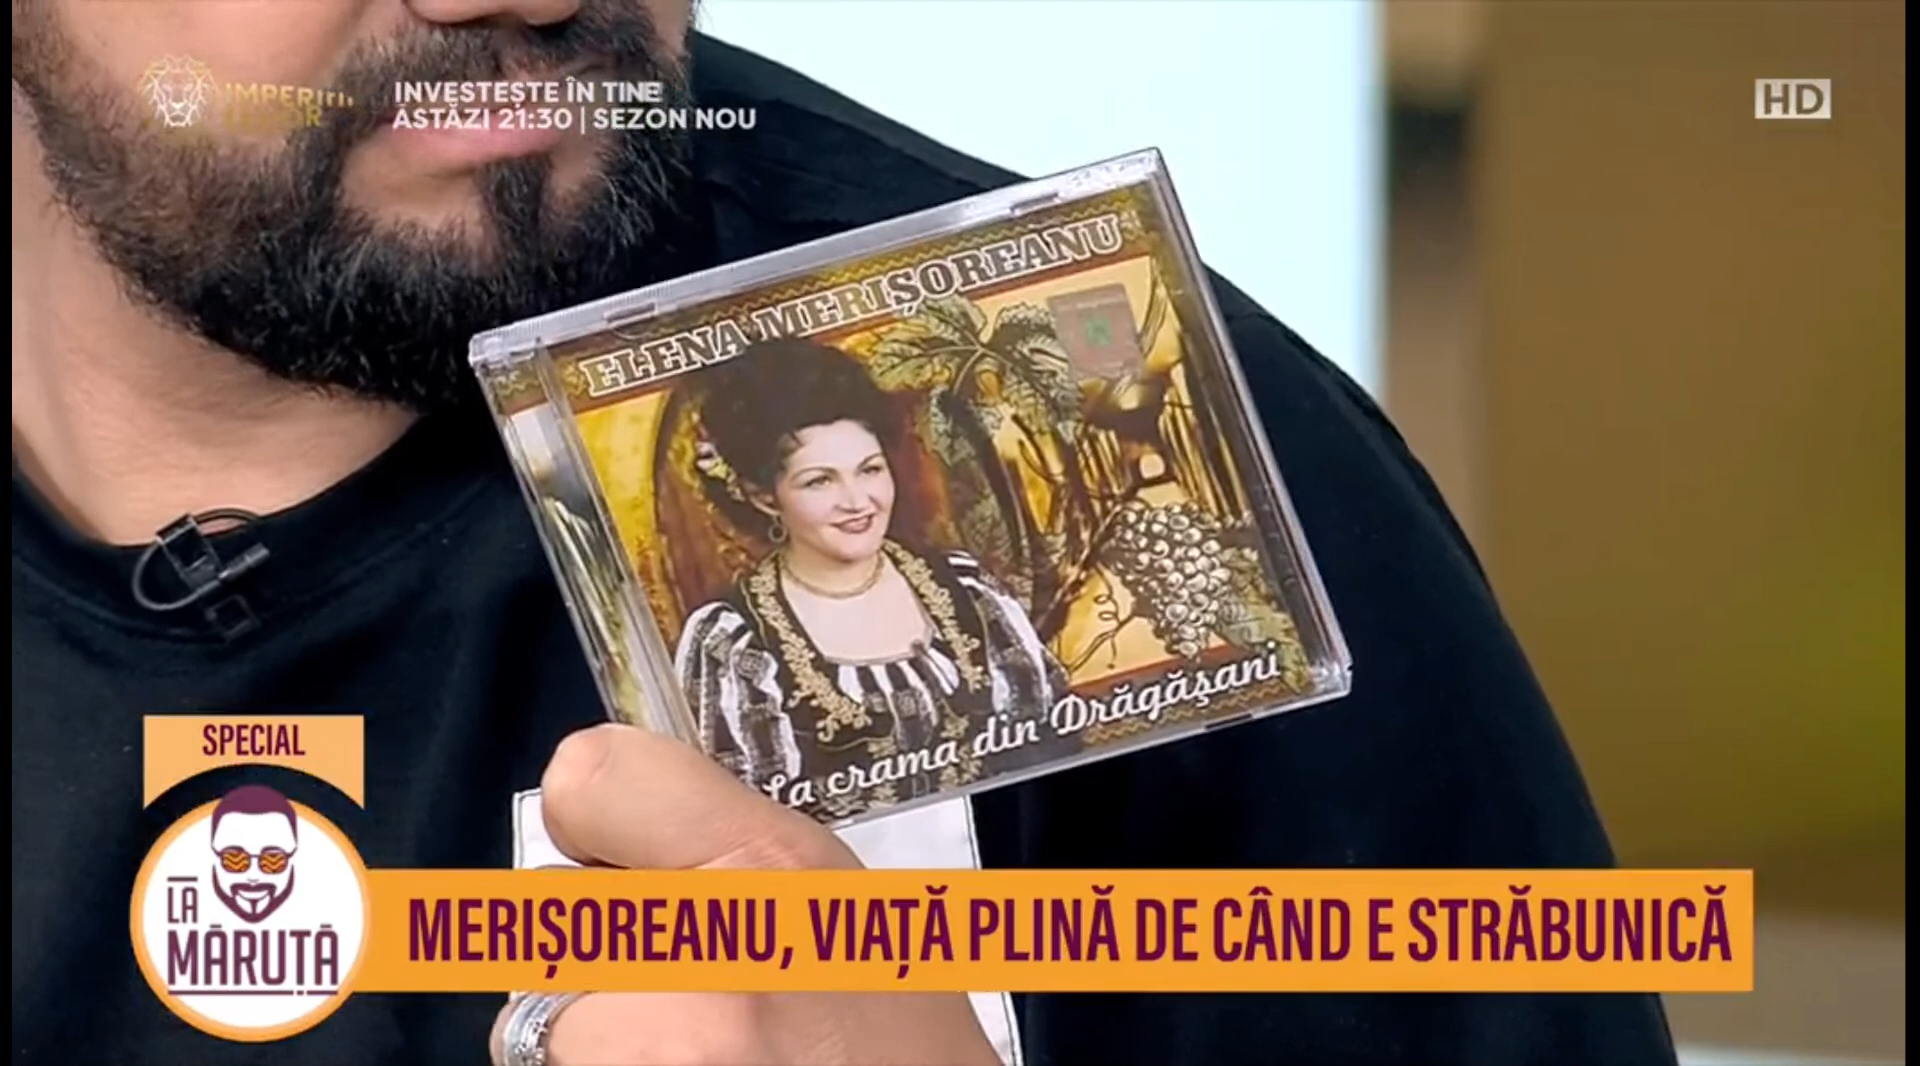 INVESTEȘTE ÎN TINE
ASTĂZI 21:30 | SEZON NOU
HD
ELENA MERIȘOREANU
La crama din Drăgășani
SPECIAL
LA
MĂRUȚĂ
MERIȘOREANU, VIAȚĂ PLINĂ DE CÂND E STRĂBUNICĂ